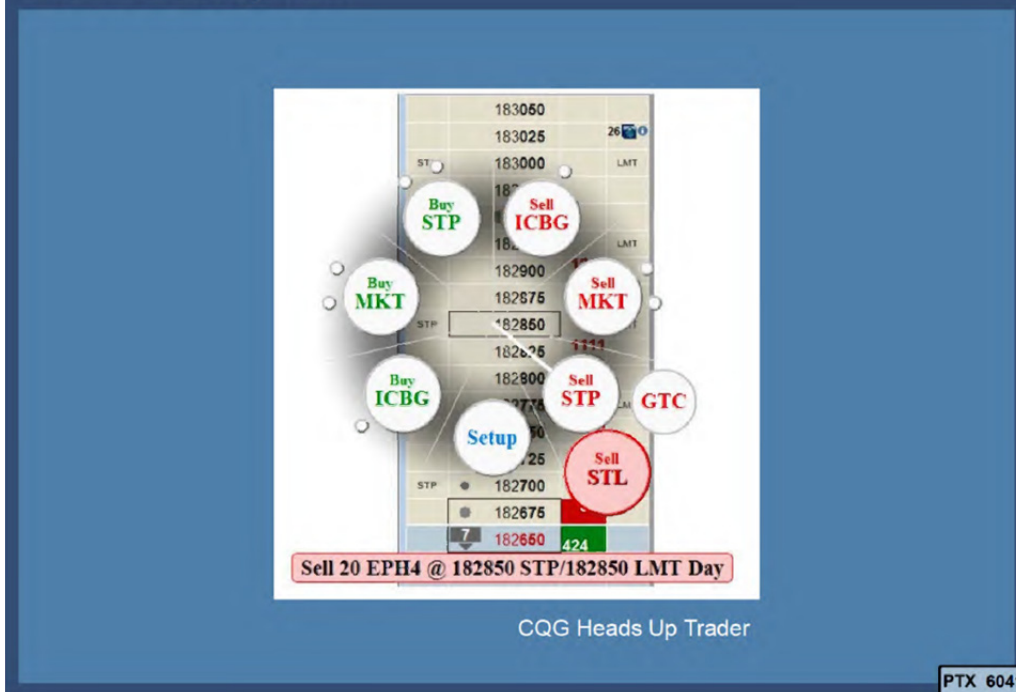 183050
183025 26
183000 LMT
Buy
STP
Sell
ICBG
LMT
182900
Buy
MKT
182875
Sell
MKT
STP 182850
182825 1111
182800
Buy
ICBG
Sell
STP
GTC
Setup
Sell
STL
STP 182700
182675
7 182650 424
Sell 20 EPH4 @ 182850 STP/182850 LMT Day
CQG Heads Up Trader
PTX 604